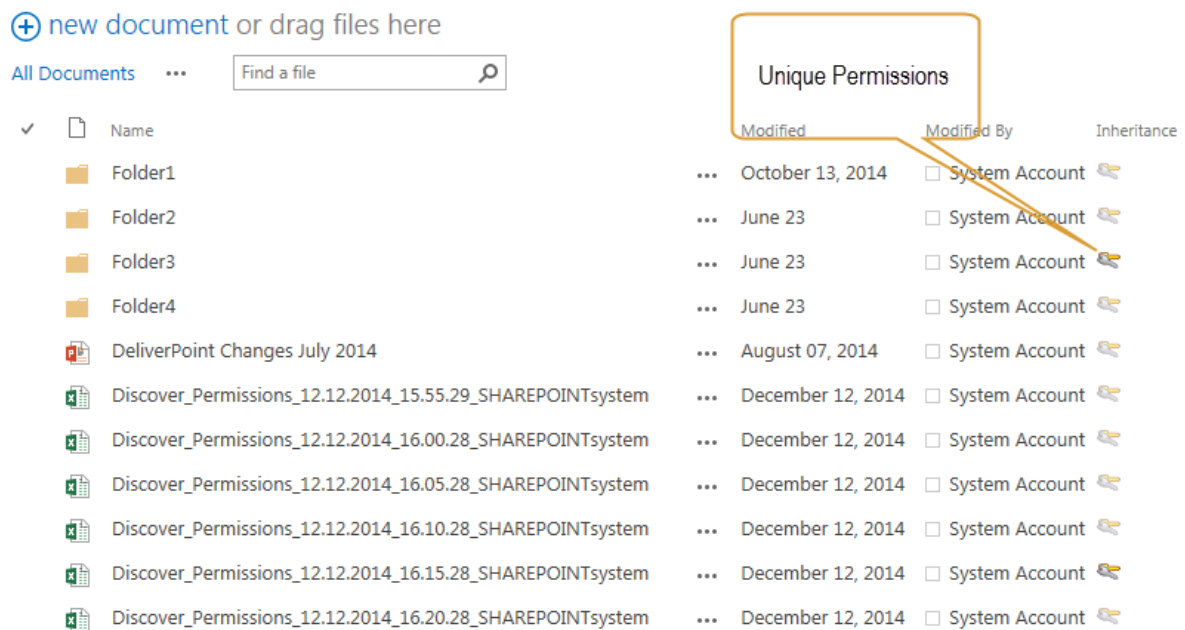 new document or drag files here
All Documents ... Find a file
Unique Permissions
Name Modified Modified By Inheritance
Folder1 ... October 13, 2014 System Account
Folder2 ... June 23 System Account
Folder3 ... June 23 System Account
Folder4 ... June 23 System Account
DeliverPoint Changes July 2014 ... August 07, 2014 System Account
Discover_Permissions_12.12.2014_15.55.29_SHAREPOINTsystem ... December 12, 2014 System Account
Discover_Permissions_12.12.2014_16.00.28_SHAREPOINTsystem ... December 12, 2014 System Account
Discover_Permissions_12.12.2014_16.05.28_SHAREPOINTsystem ... December 12, 2014 System Account
Discover_Permissions_12.12.2014_16.10.28_SHAREPOINTsystem ... December 12, 2014 System Account
Discover_Permissions_12.12.2014_16.15.28_SHAREPOINTsystem ... December 12, 2014 System Account
Discover_Permissions_12.12.2014_16.20.28_SHAREPOINTsystem ... December 12, 2014 System Account